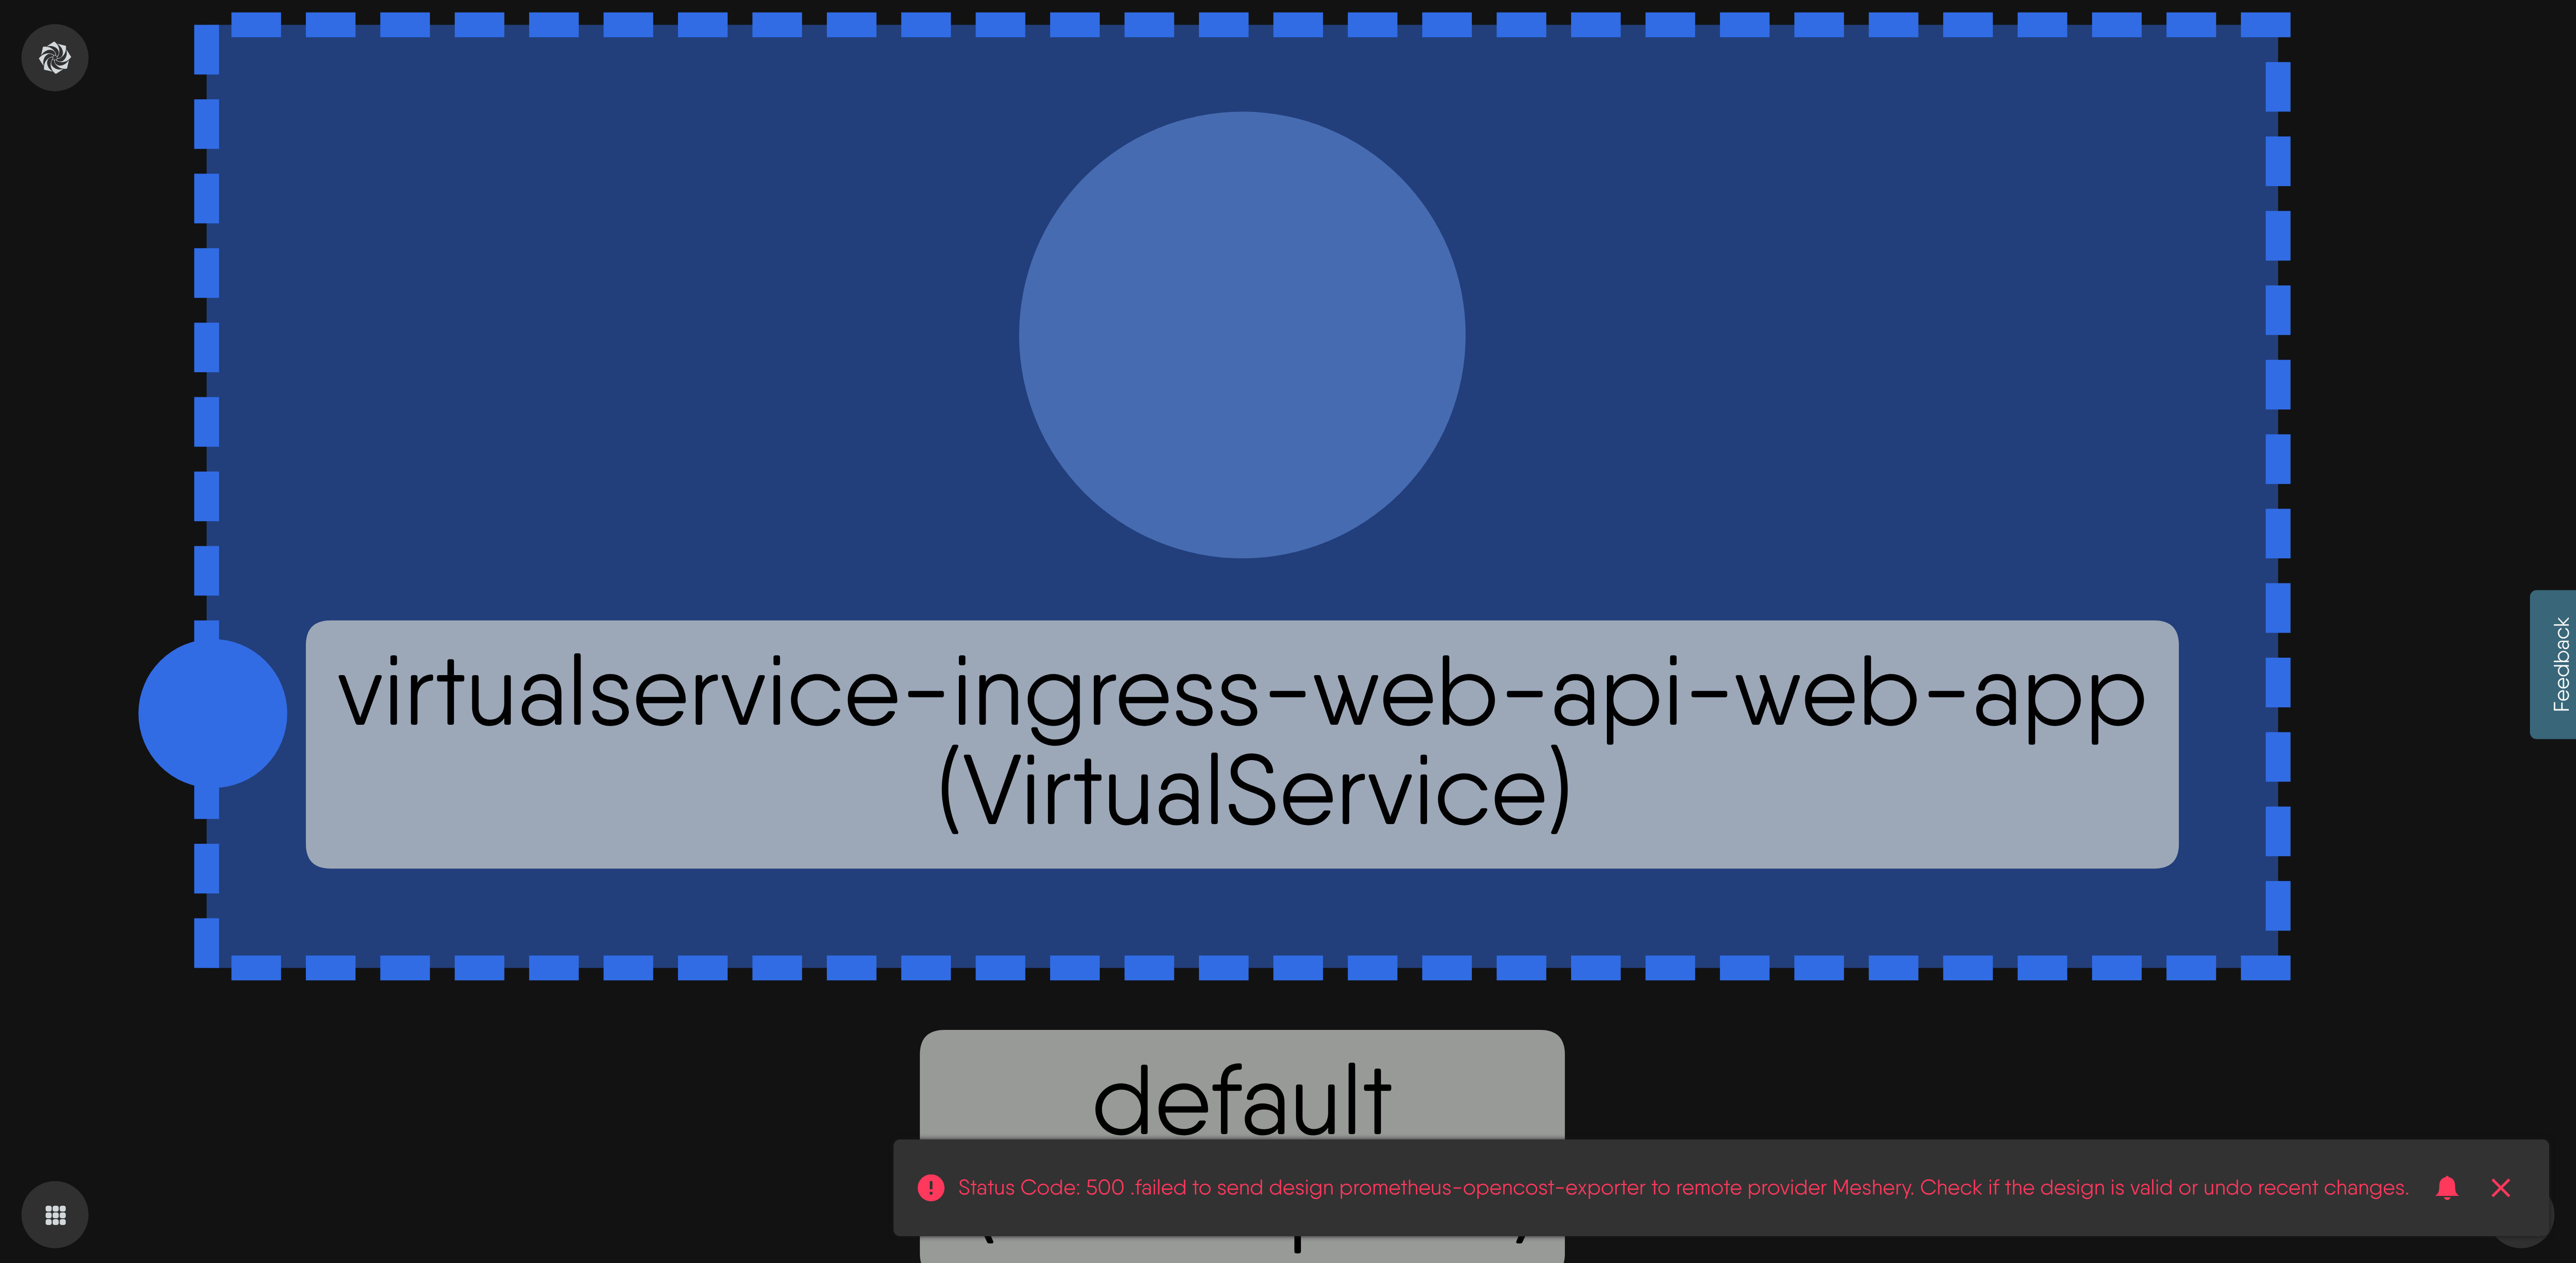 virtualservice-ingress-web-api-web-app
(VirtualService)
Feedback
default
Status Code: 500 .failed to send design prometheus-opencost-exporter to remote provider Meshery. Check if the design is valid or undo recent changes.